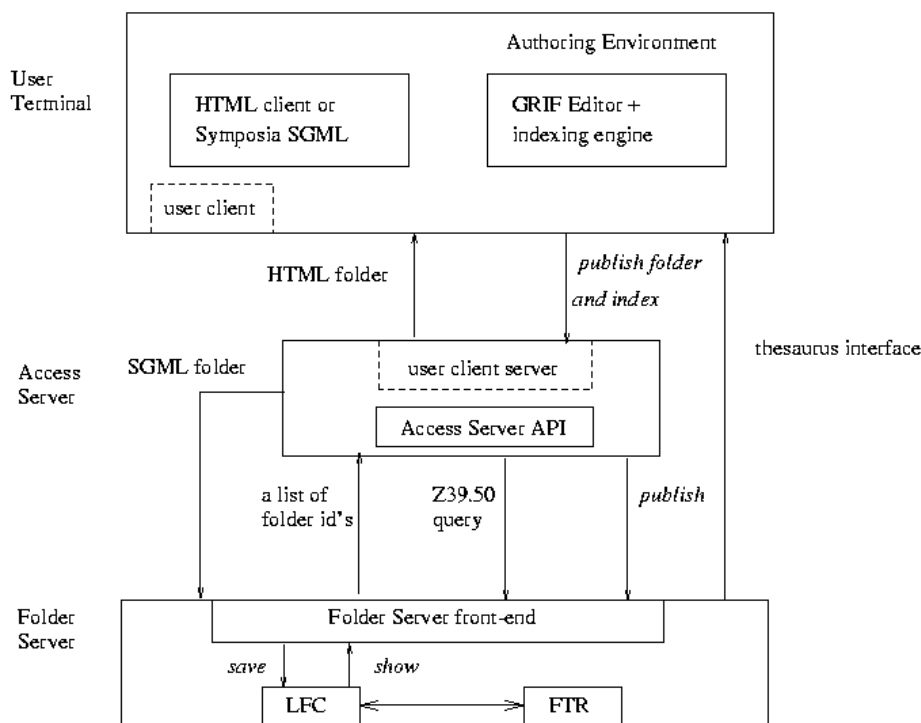 Authoring Environment
User
Terminal
HTML client or
Symposia SGML
GRIF Editor +
indexing engine
user client
HTML folder
publish folder
and index
thesaurus interface
SGML folder
Access
Server
user client server
Access Server API
a list of
folder id's
Z39.50
query
publish
Folder
Server
Folder Server front-end
save
show
LFC
FTR